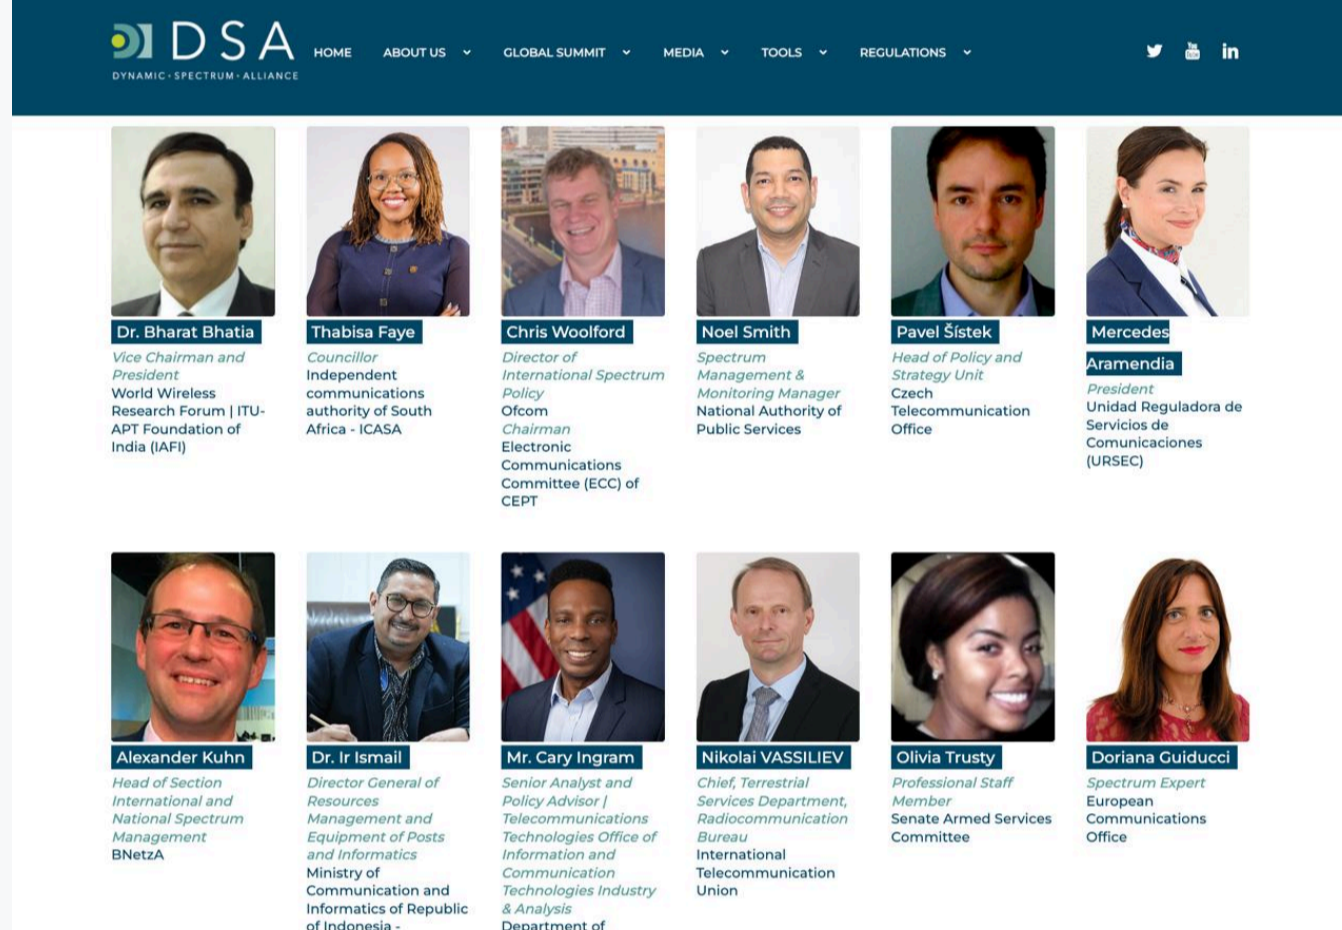 DSA
DYNAMIC • SPECTRUM • ALLIANCE
HOME
ABOUT US
GLOBAL SUMMIT
MEDIA
TOOLS
REGULATIONS
You
Tube
in
Dr. Bharat Bhatia
Vice Chairman and
President
World Wireless
Research Forum | ITU-
APT Foundation of
India (IAFI)
Thabisa Faye
Councillor
Independent
communications
authority of South
Africa - ICASA
Chris Woolford
Director of
International Spectrum
Policy
Ofcom
Chairman
Electronic
Communications
Committee (ECC) of
CEPT
Noel Smith
Spectrum
Management &
Monitoring Manager
National Authority of
Public Services
Pavel Šístek
Head of Policy and
Strategy Unit
Czech
Telecommunication
Office
Mercedes
Aramendia
President
Unidad Reguladora de
Servicios de
Comunicaciones
(URSEC)
Alexander Kuhn
Head of Section
International and
National Spectrum
Management
BNetzA
Dr. Ir Ismail
Director General of
Resources
Management and
Equipment of Posts
and Informatics
Ministry of
Communication and
Informatics of Republic
of Indonesia -
Mr. Cary Ingram
Senior Analyst and
Policy Advisor |
Telecommunications
Technologies Office of
Information and
Communication
Technologies Industry
& Analysis
Department of
Nikolai VASSILIEV
Chief, Terrestrial
Services Department,
Radiocommunication
Bureau
International
Telecommunication
Union
Olivia Trusty
Professional Staff
Member
Senate Armed Services
Committee
Doriana Guiducci
Spectrum Expert
European
Communications
Office